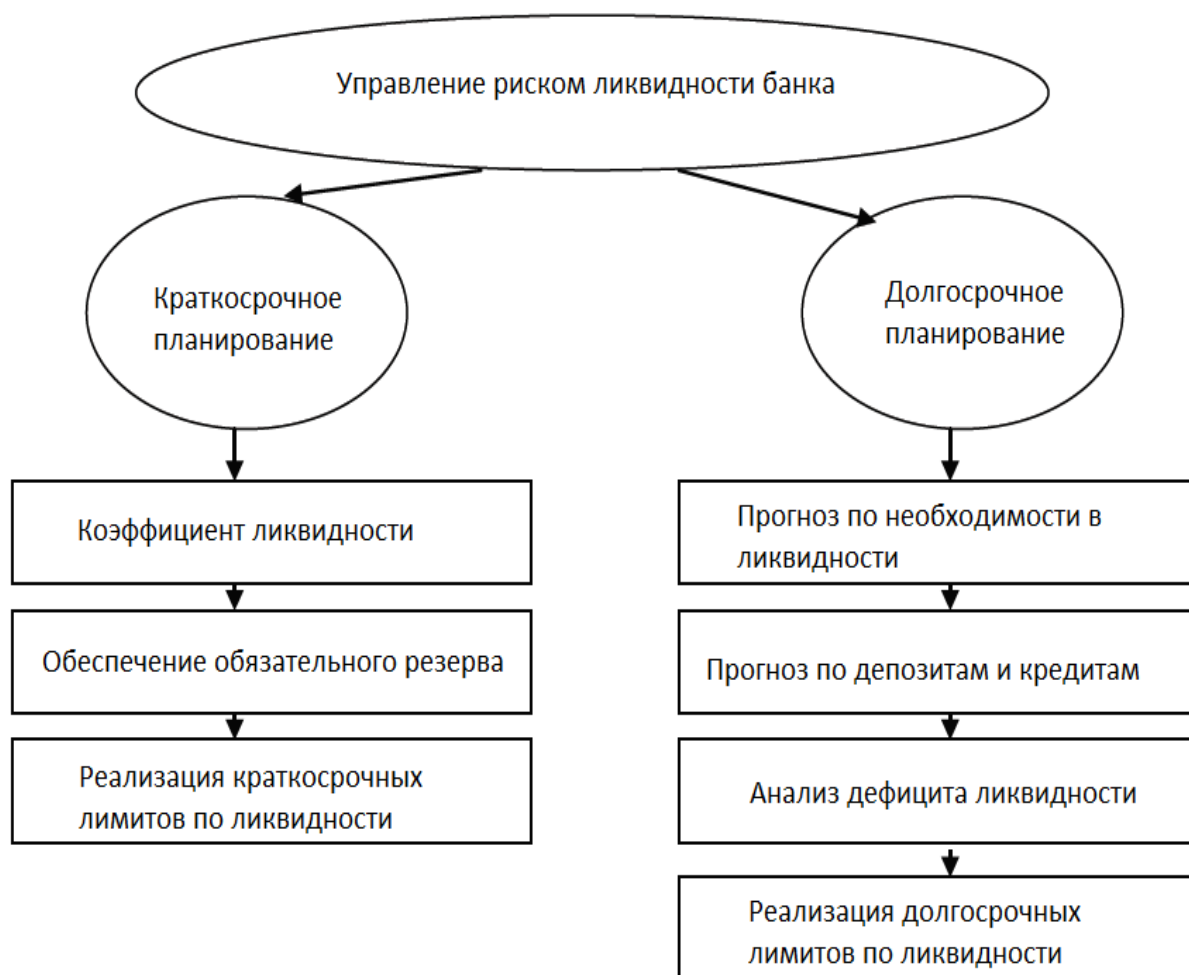 Управление риском ликвидности банка
Краткосрочное
планирование
Долгосрочное
планирование
Коэффициент ликвидности
Обеспечение обязательного резерва
Реализация краткосрочных
лимитов по ликвидности
Прогноз по необходимости в
ликвидности
Прогноз по депозитам и кредитам
Анализ дефицита ликвидности
Реализация долгосрочных
лимитов по ликвидности